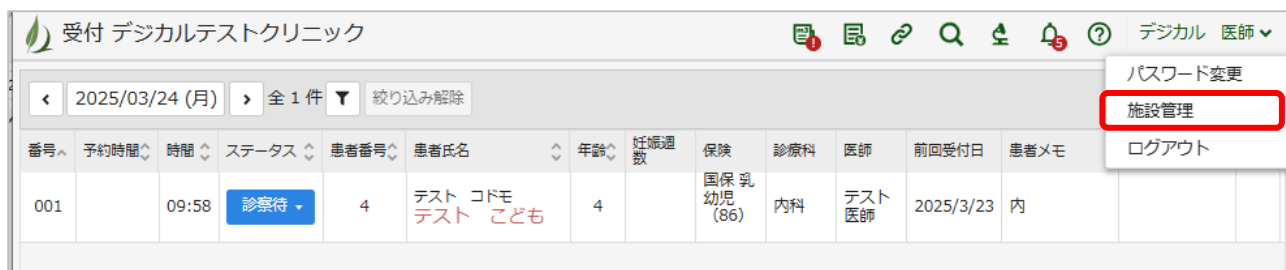 受付 デジカルテストクリニック
5
デジカル 医師
パスワード変更
施設管理
ログアウト
2025/03/24 (月)
全 1 件
絞り込み解除
番号 予約時間 時間 ステータス 患者番号 患者氏名 年齢 妊娠週数 保険 診療科 医師 前回受付日 患者メモ
001 09:58 診察待 4
テスト コドモ
テスト こども
4
国保 乳
幼児
(86)
内科
テスト
医師
2025/3/23 内